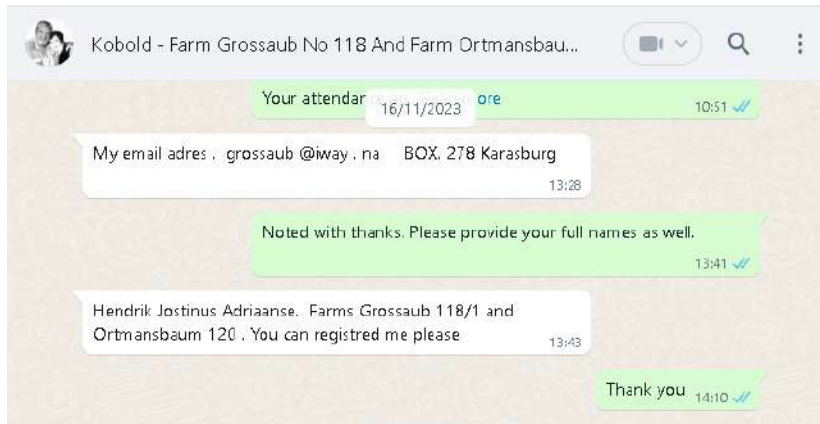 Kobold - Farm Grossaub No 118 And Farm Ortmansbau...
Your attendan ore
10:51
16/11/2023
My email adres . grossaub @iway . na BOX. 278 Karasburg
13:28
Noted with thanks. Please provide your full names as well.
13:41
Hendrik Jostinus Adriaanse. Farms Grossaub 118/1 and
Ortmansbaum 120 . You can registred me please
13:43
Thank you
14:10